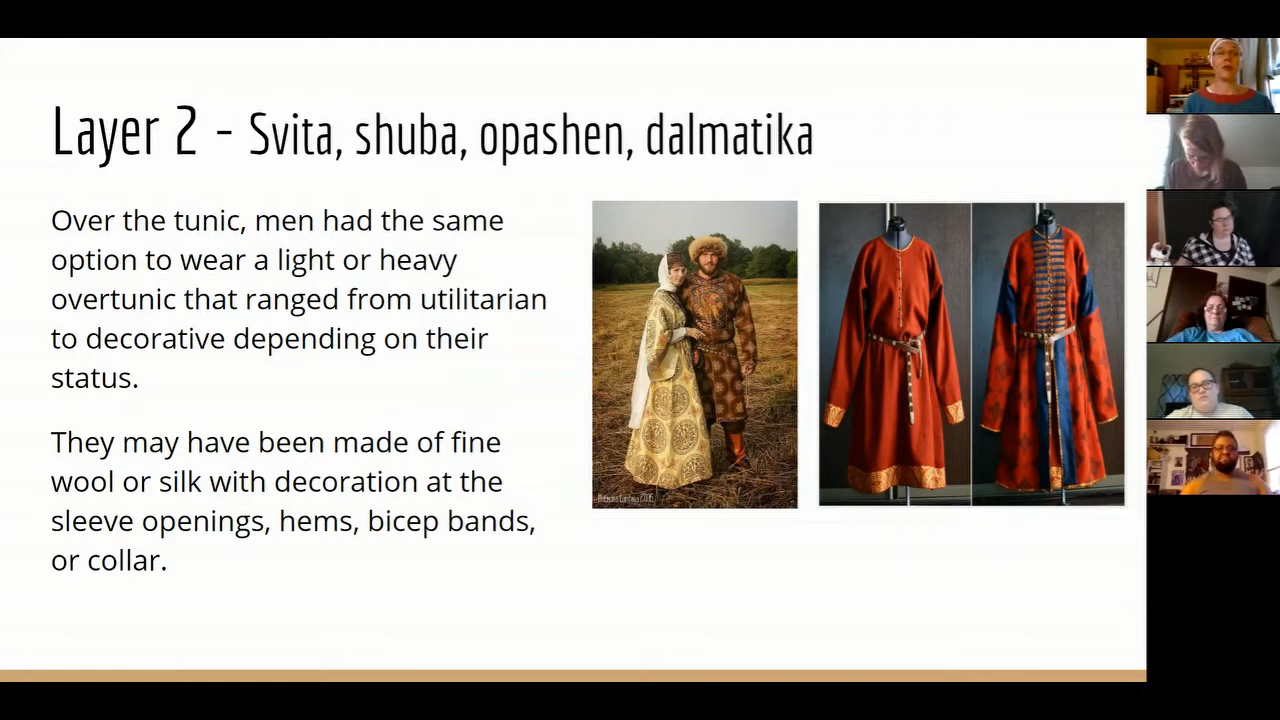 Layer 2 - Svita, shuba, opashen, dalmatika
Over the tunic, men had the same
option to wear a light or heavy
overtunic that ranged from utilitarian
to decorative depending on their
status.
They may have been made of fine
wool or silk with decoration at the
sleeve openings, hems, bicep bands,
or collar.